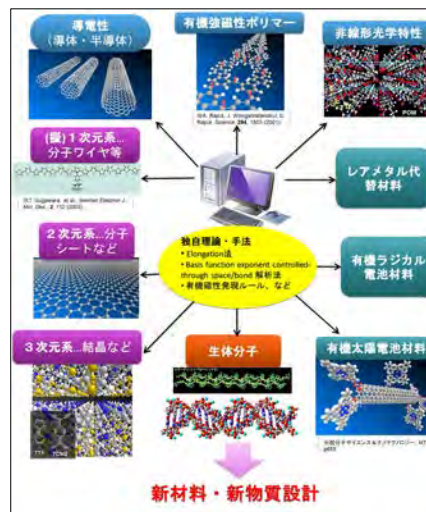 導電性
(導体・半導体)
有機強磁性ポリマー
非線形光学特性
(擬)1次元系…
分子ワイヤ等
レアメタル代
替材料
2次元系…分子
シートなど
独自理論・手法
• Elongation法
• Basis function exponent controlled-
through space/bond 解析法
• 有機磁性発現ルール、など
有機ラジカル
電池材料
3次元系…結晶など
生体分子
有機太陽電池材料
TTF
TCNQ
新材料・新物質設計